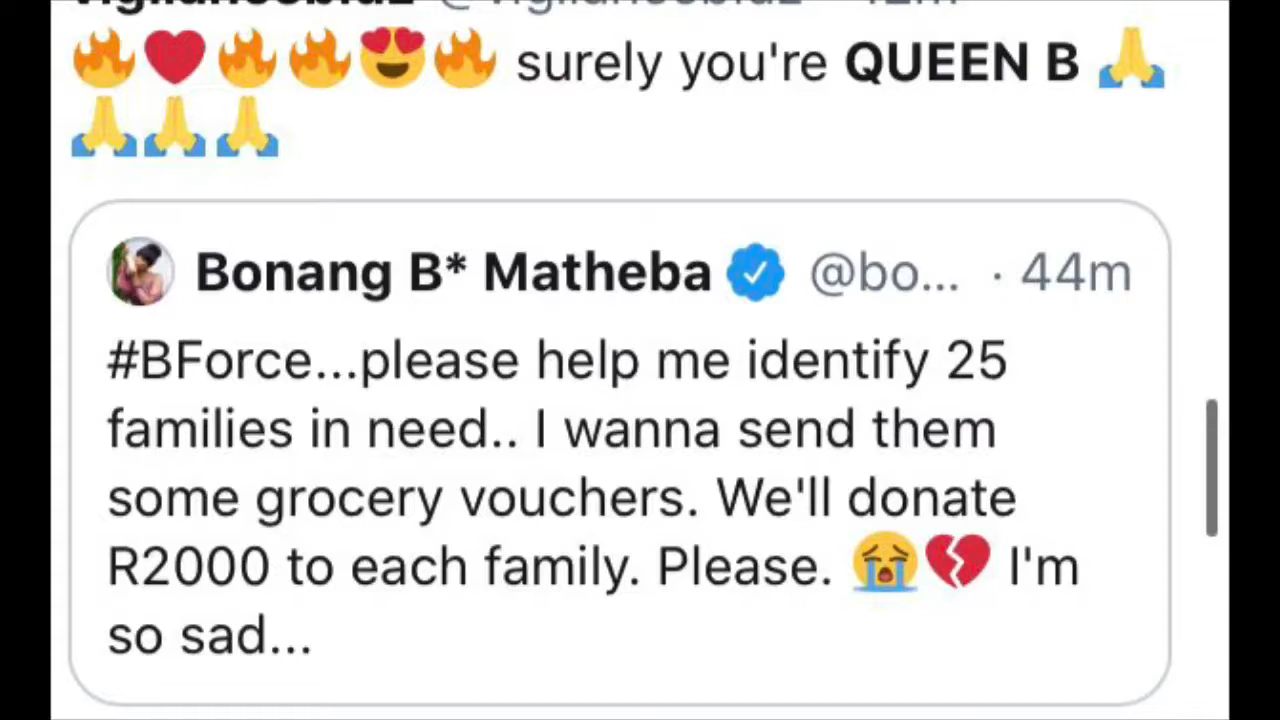 🔥❤️🔥🔥😍🔥 surely you're QUEEN B 🙏
🙏🙏🙏
Bonang B* Matheba @bo... · 44m
#BForce...please help me identify 25
families in need.. I wanna send them
some grocery vouchers. We'll donate
R2000 to each family. Please. 😭💔 I'm
so sad...